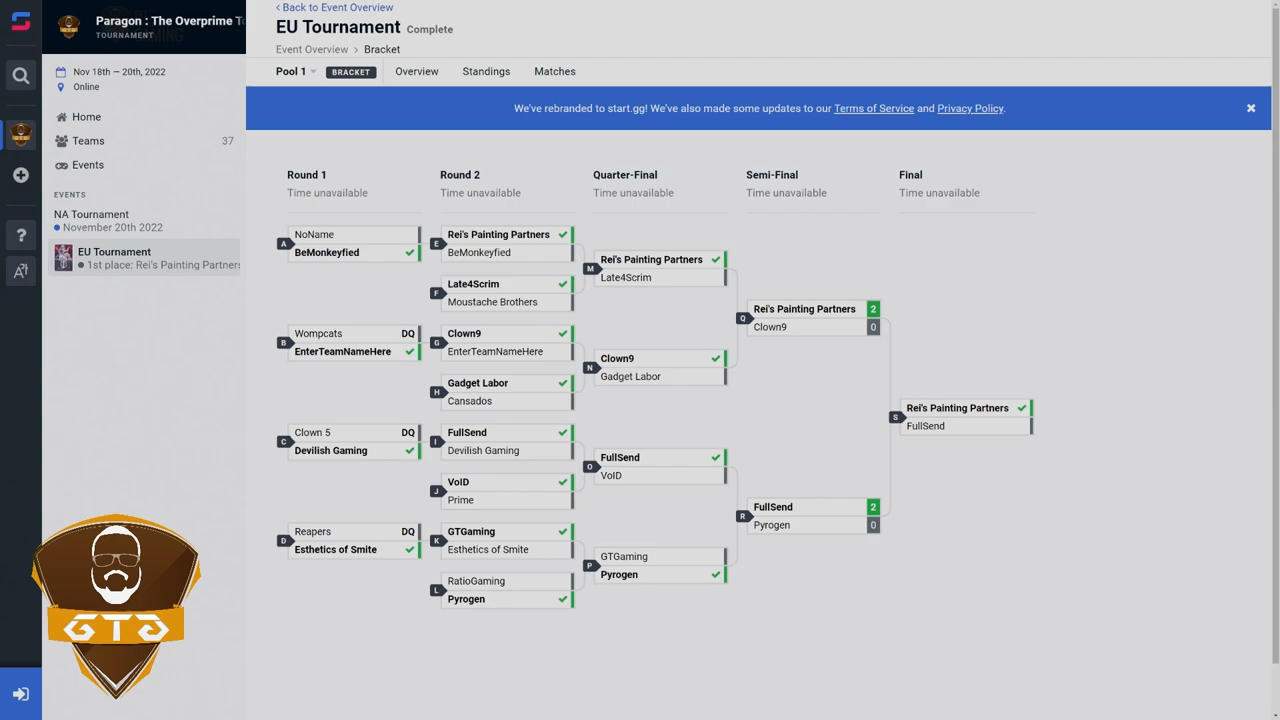 Paragon : The Overprime T
TOURNAMENT
Nov 18th — 20th, 2022
Online
Home
Teams 37
Events
EVENTS
NA Tournament
November 20th 2022
EU Tournament
1st place: Rei's Painting Partners
GTG
Back to Event Overview
EU Tournament Complete
Event Overview > Bracket
Pool 1 BRACKET Overview Standings Matches
We've rebranded to start.gg! We've also made some updates to our Terms of Service and Privacy Policy.
Round 1
Time unavailable
A
NoName
BeMonkeyfied
B
Wompcats DQ
EnterTeamNameHere
C
Clown 5 DQ
Devilish Gaming
D
Reapers DQ
Esthetics of Smite
Round 2
Time unavailable
E
Rei's Painting Partners
BeMonkeyfied
F
Late4Scrim
Moustache Brothers
G
Clown9
EnterTeamNameHere
H
Gadget Labor
Cansados
I
FullSend
Devilish Gaming
J
VoID
Prime
K
GTGaming
Esthetics of Smite
L
RatioGaming
Pyrogen
Quarter-Final
Time unavailable
M
Rei's Painting Partners
Late4Scrim
N
Clown9
Gadget Labor
O
FullSend
VoID
P
GTGaming
Pyrogen
Semi-Final
Time unavailable
Q
Rei's Painting Partners 2
Clown9 0
R
FullSend 2
Pyrogen 0
Final
Time unavailable
S
Rei's Painting Partners
FullSend